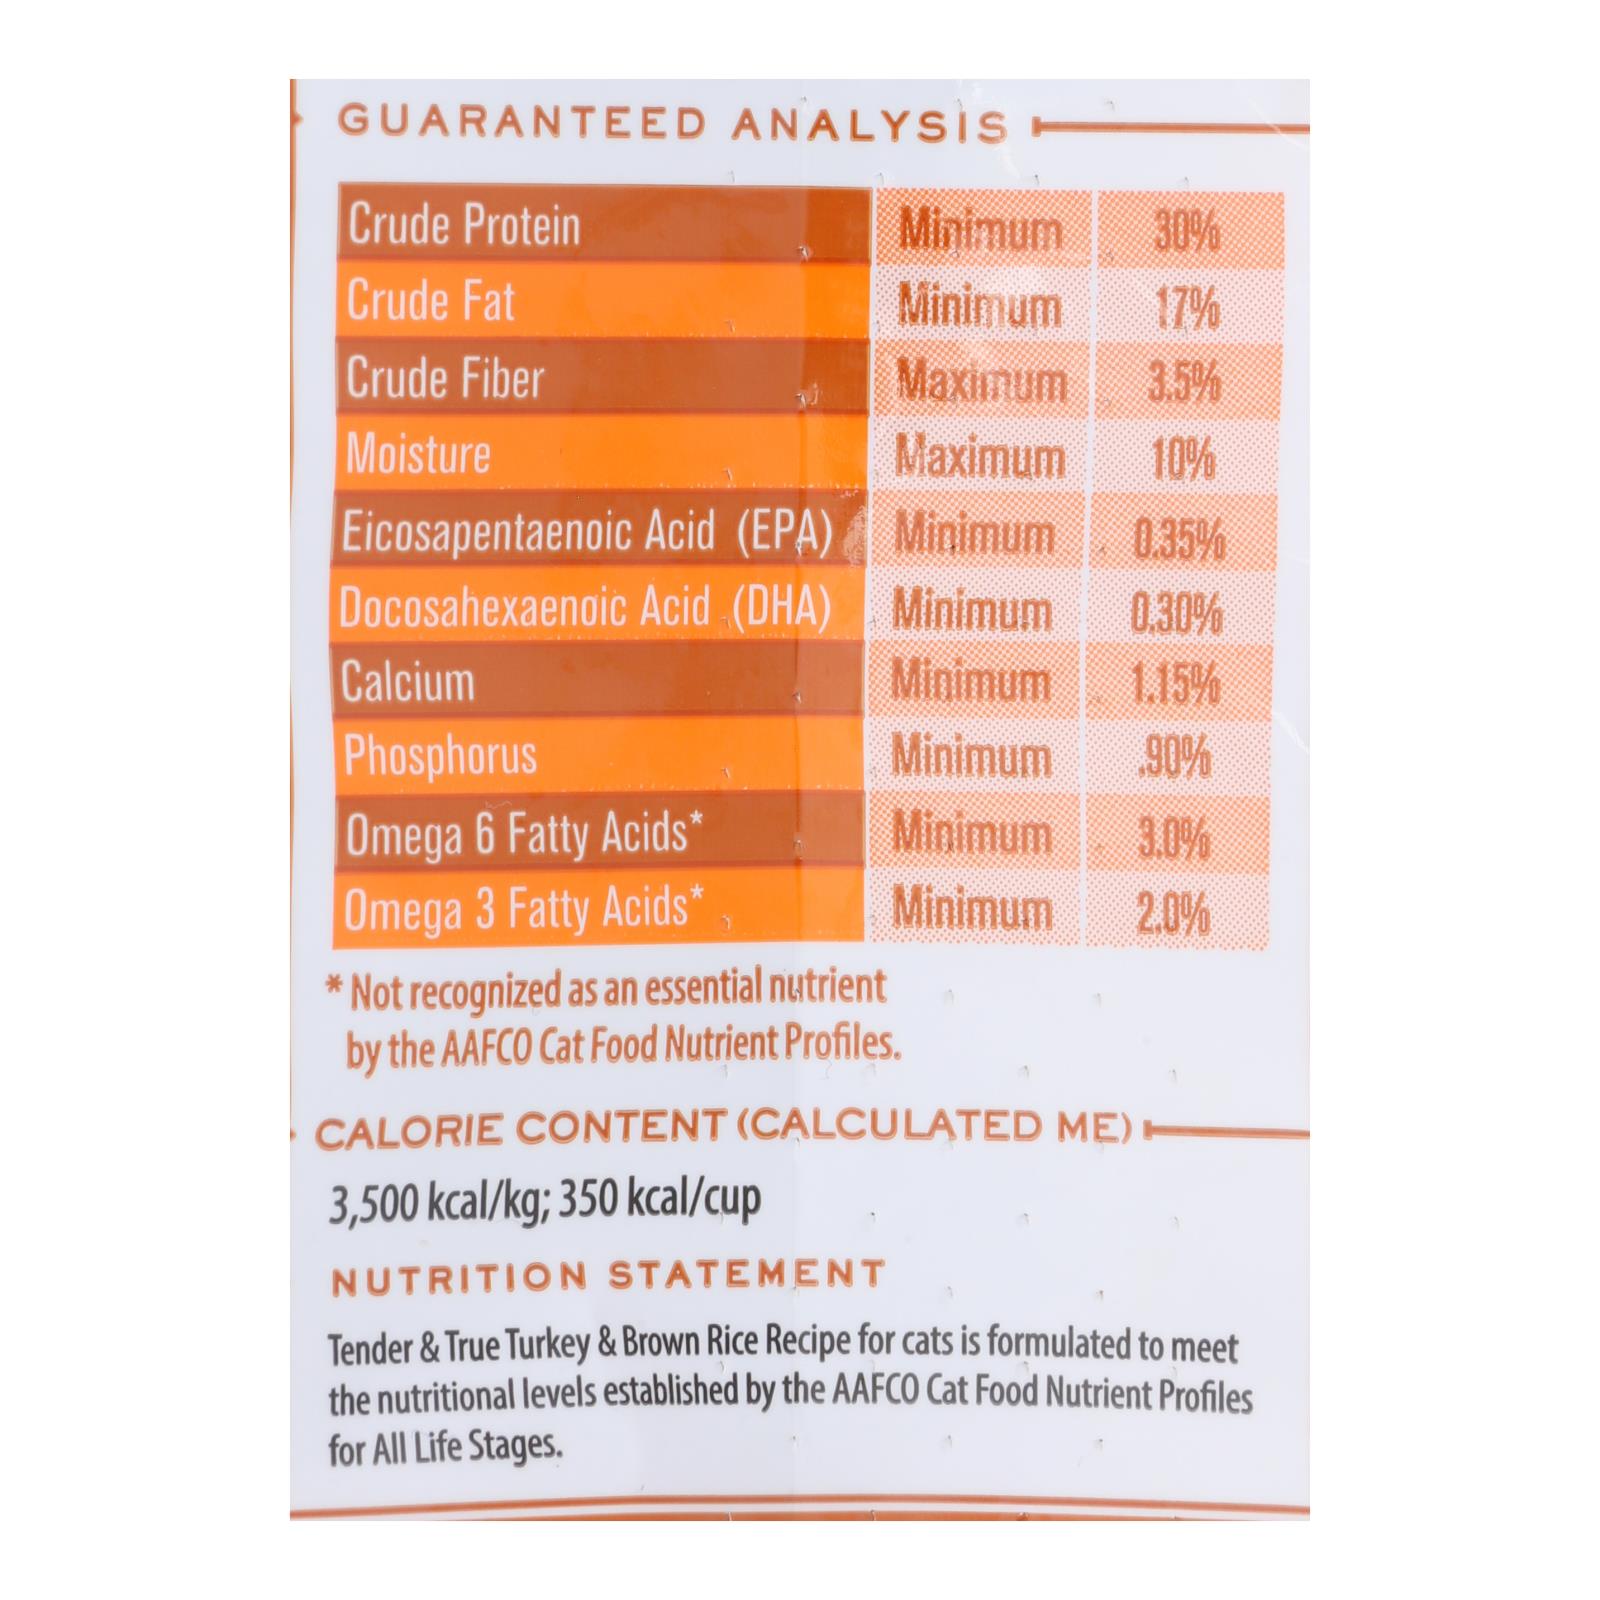 GUARANTEED ANALYSIS
Crude Protein Minimum 30%
Crude Fat Minimum 17%
Crude Fiber Maximum 3.5%
Moisture Maximum 10%
Eicosapentaenoic Acid (EPA) Minimum 0.35%
Docosahexaenoic Acid (DHA) Minimum 0.30%
Calcium Minimum 1.15%
Phosphorus Minimum .90%
Omega 6 Fatty Acids* Minimum 3.0%
Omega 3 Fatty Acids* Minimum 2.0%
* Not recognized as an essential nutrient
by the AAFCO Cat Food Nutrient Profiles.
CALORIE CONTENT (CALCULATED ME)
3,500 kcal/kg; 350 kcal/cup
NUTRITION STATEMENT
Tender & True Turkey & Brown Rice Recipe for cats is formulated to meet
the nutritional levels established by the AAFCO Cat Food Nutrient Profiles
for All Life Stages.